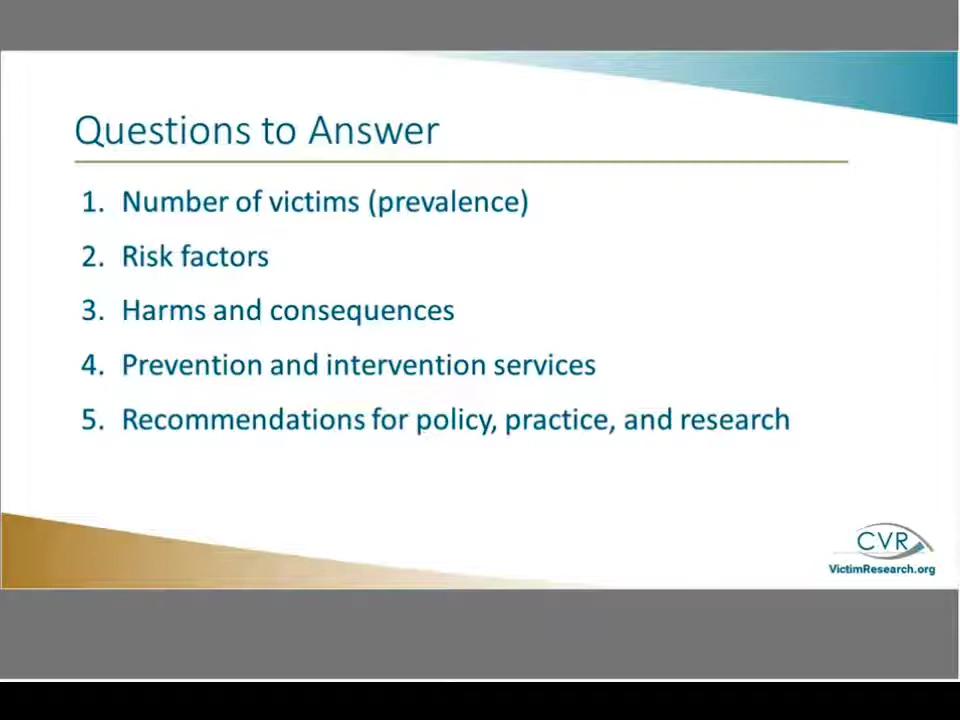 Questions to Answer
1. Number of victims (prevalence)
2. Risk factors
3. Harms and consequences
4. Prevention and intervention services
5. Recommendations for policy, practice, and research
CVR
VictimResearch.org